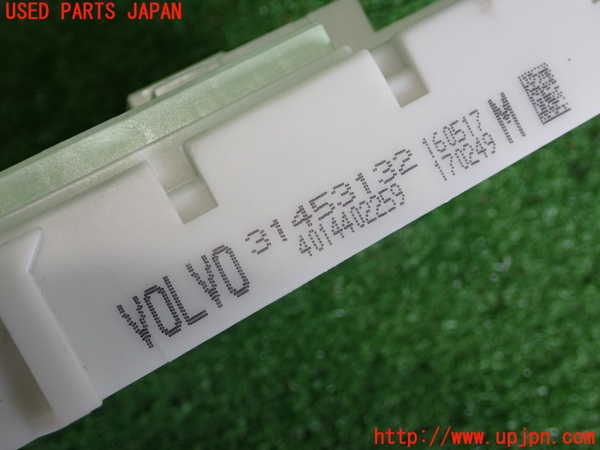 USED PARTS JAPAN
VOLVO 31453132
4014402259
160517
170249
M
http://www.upjpn.com/